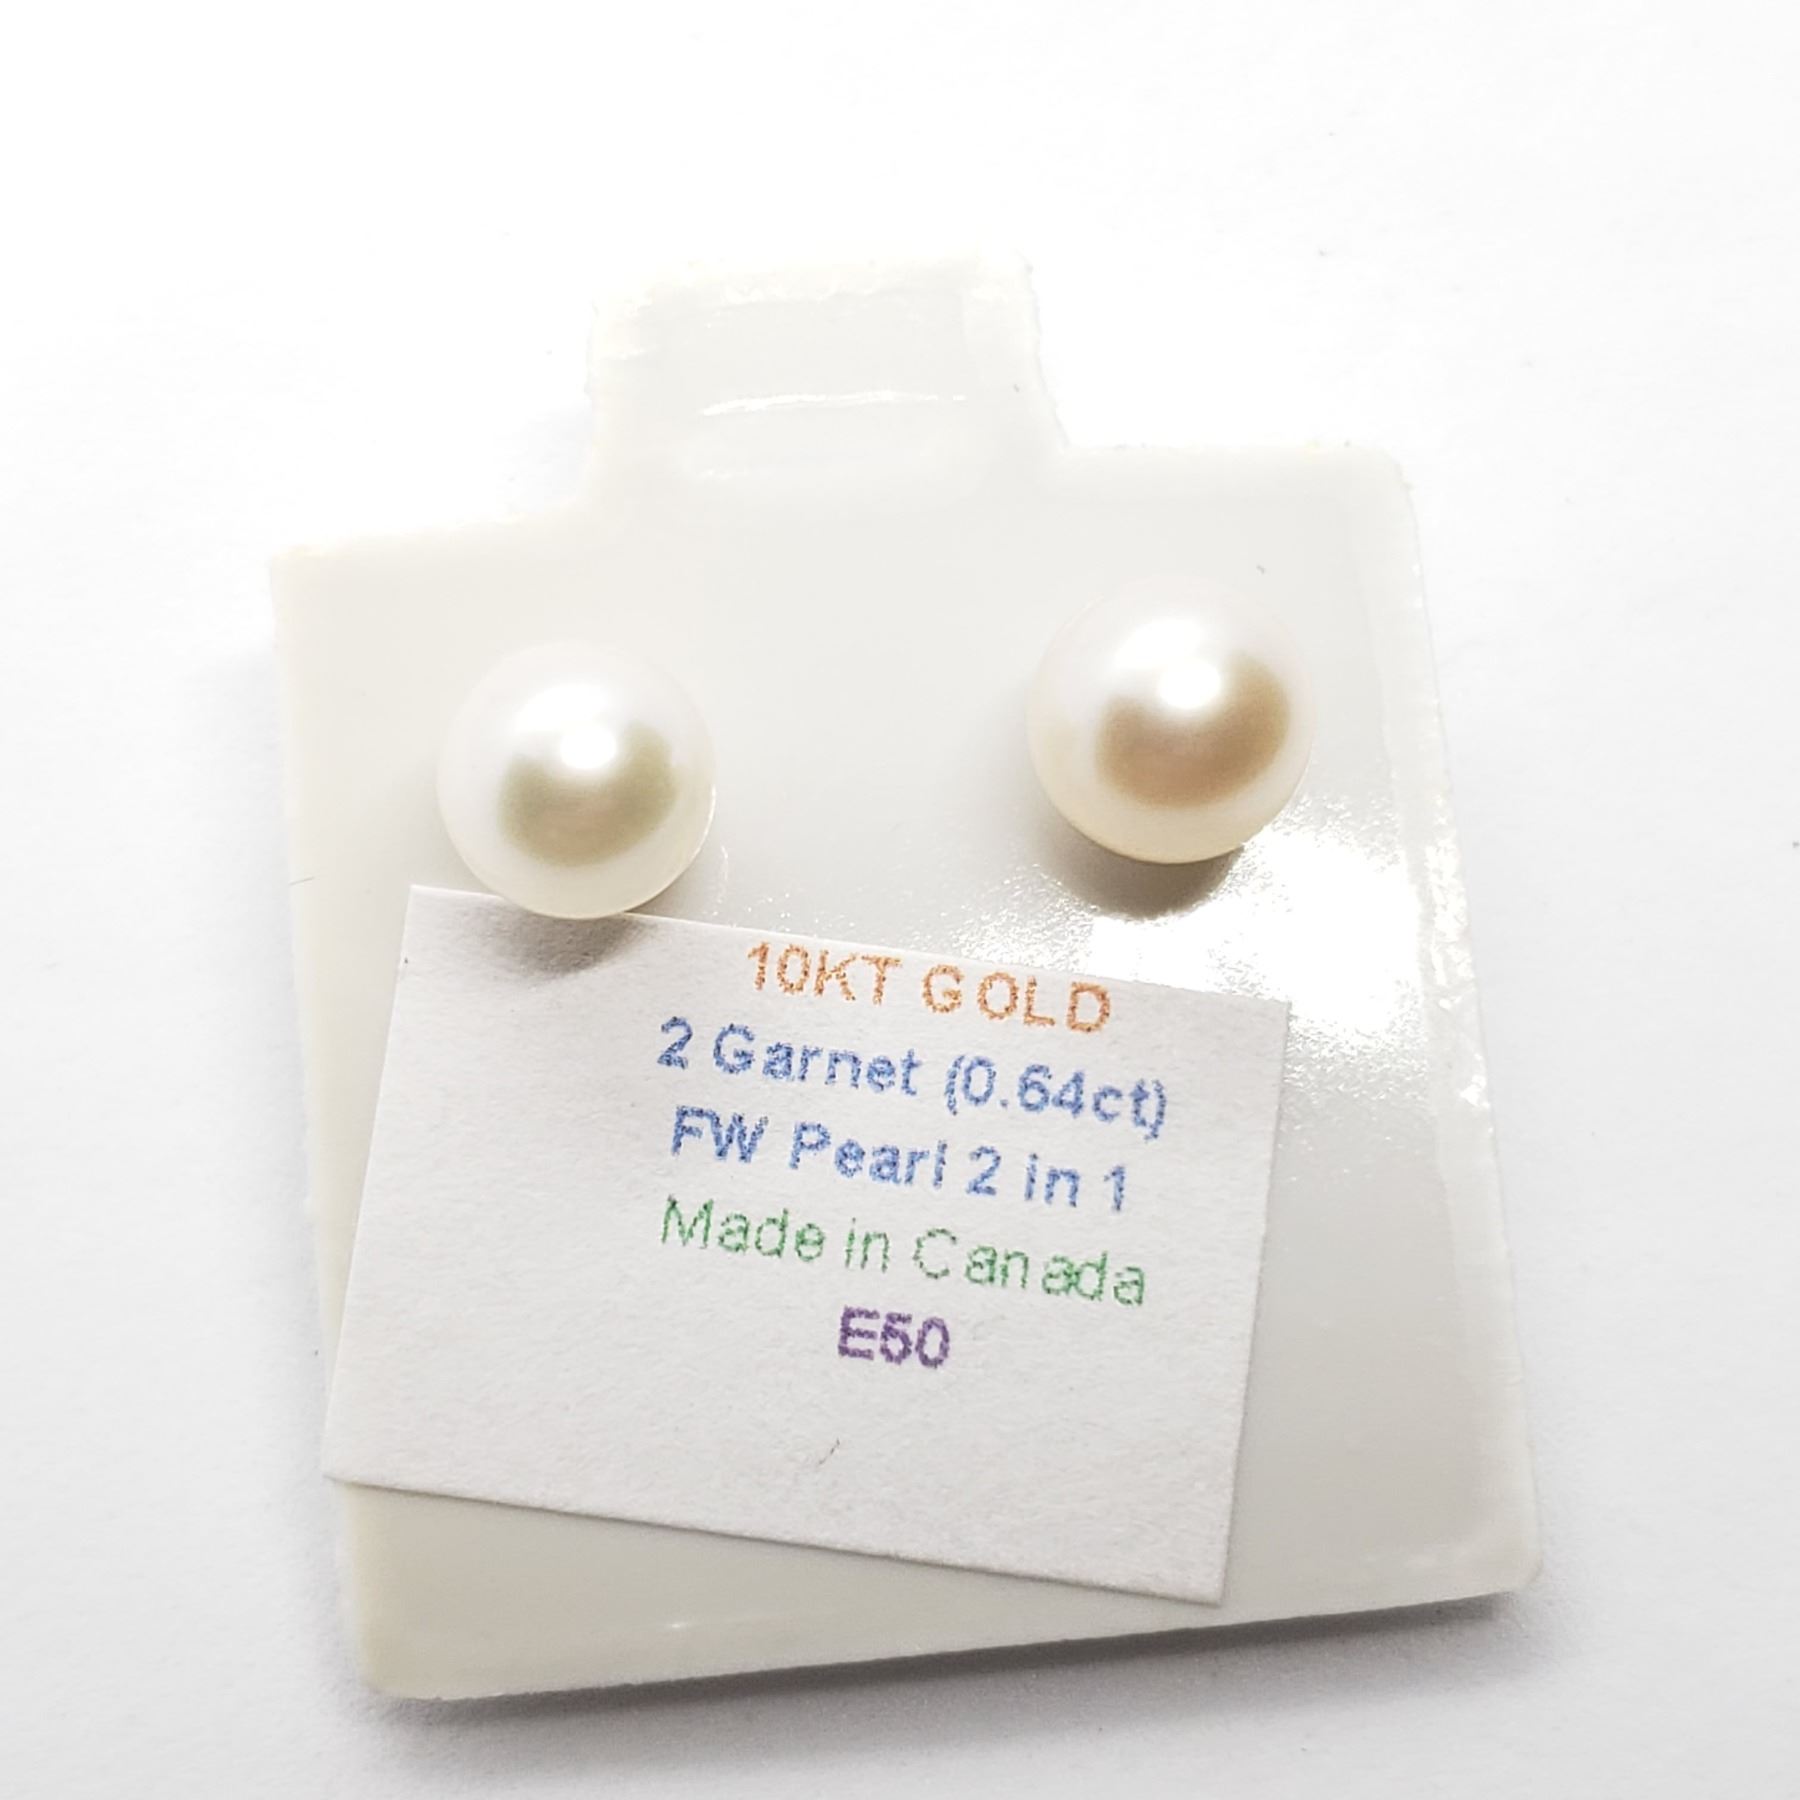 10KT GOLD
2 Garnet (0.64ct)
FW Pearl 2 in 1
Made in Canada
E50